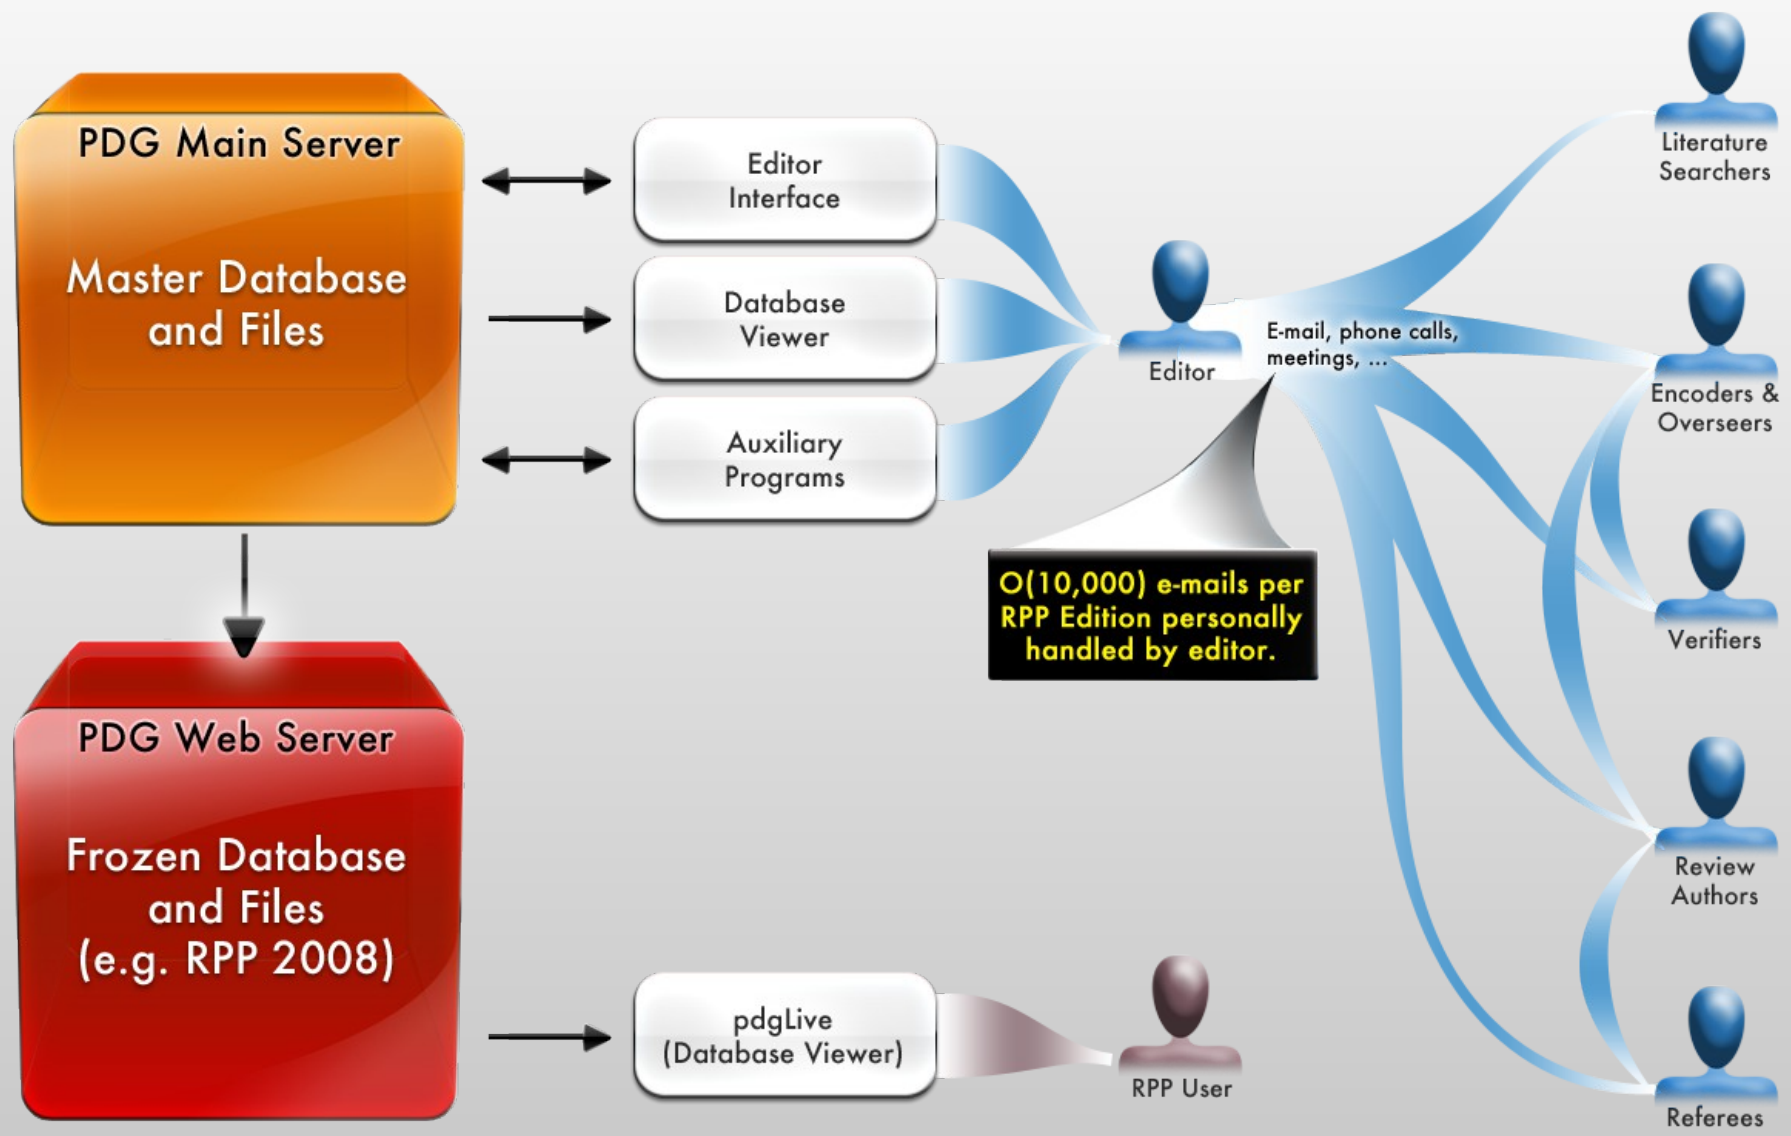 PDG Main Server
Master Database
and Files
Editor
Interface
Database
Viewer
Auxiliary
Programs
Editor
E-mail, phone calls,
meetings, ...
O(10,000) e-mails per
RPP Edition personally
handled by editor.
Literature
Searchers
Encoders &
Overseers
Verifiers
Review
Authors
Referees
PDG Web Server
Frozen Database
and Files
(e.g. RPP 2008)
pdgLive
(Database Viewer)
RPP User